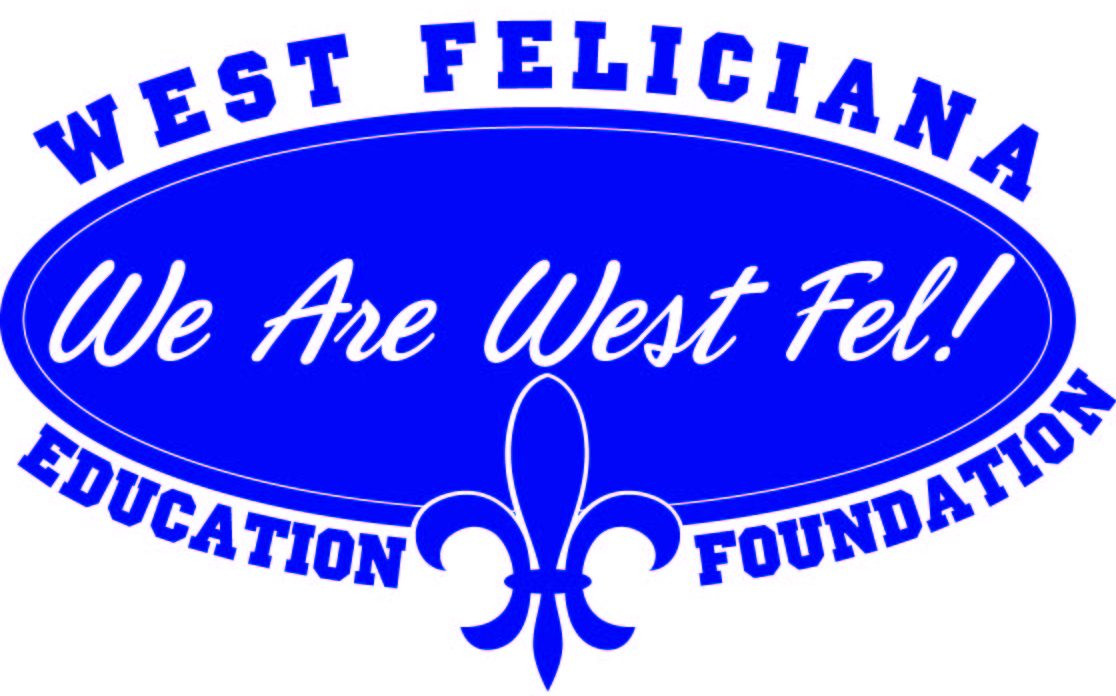 WEST FELICIANA
We Are West Fel!
EDUCATION FOUNDATION